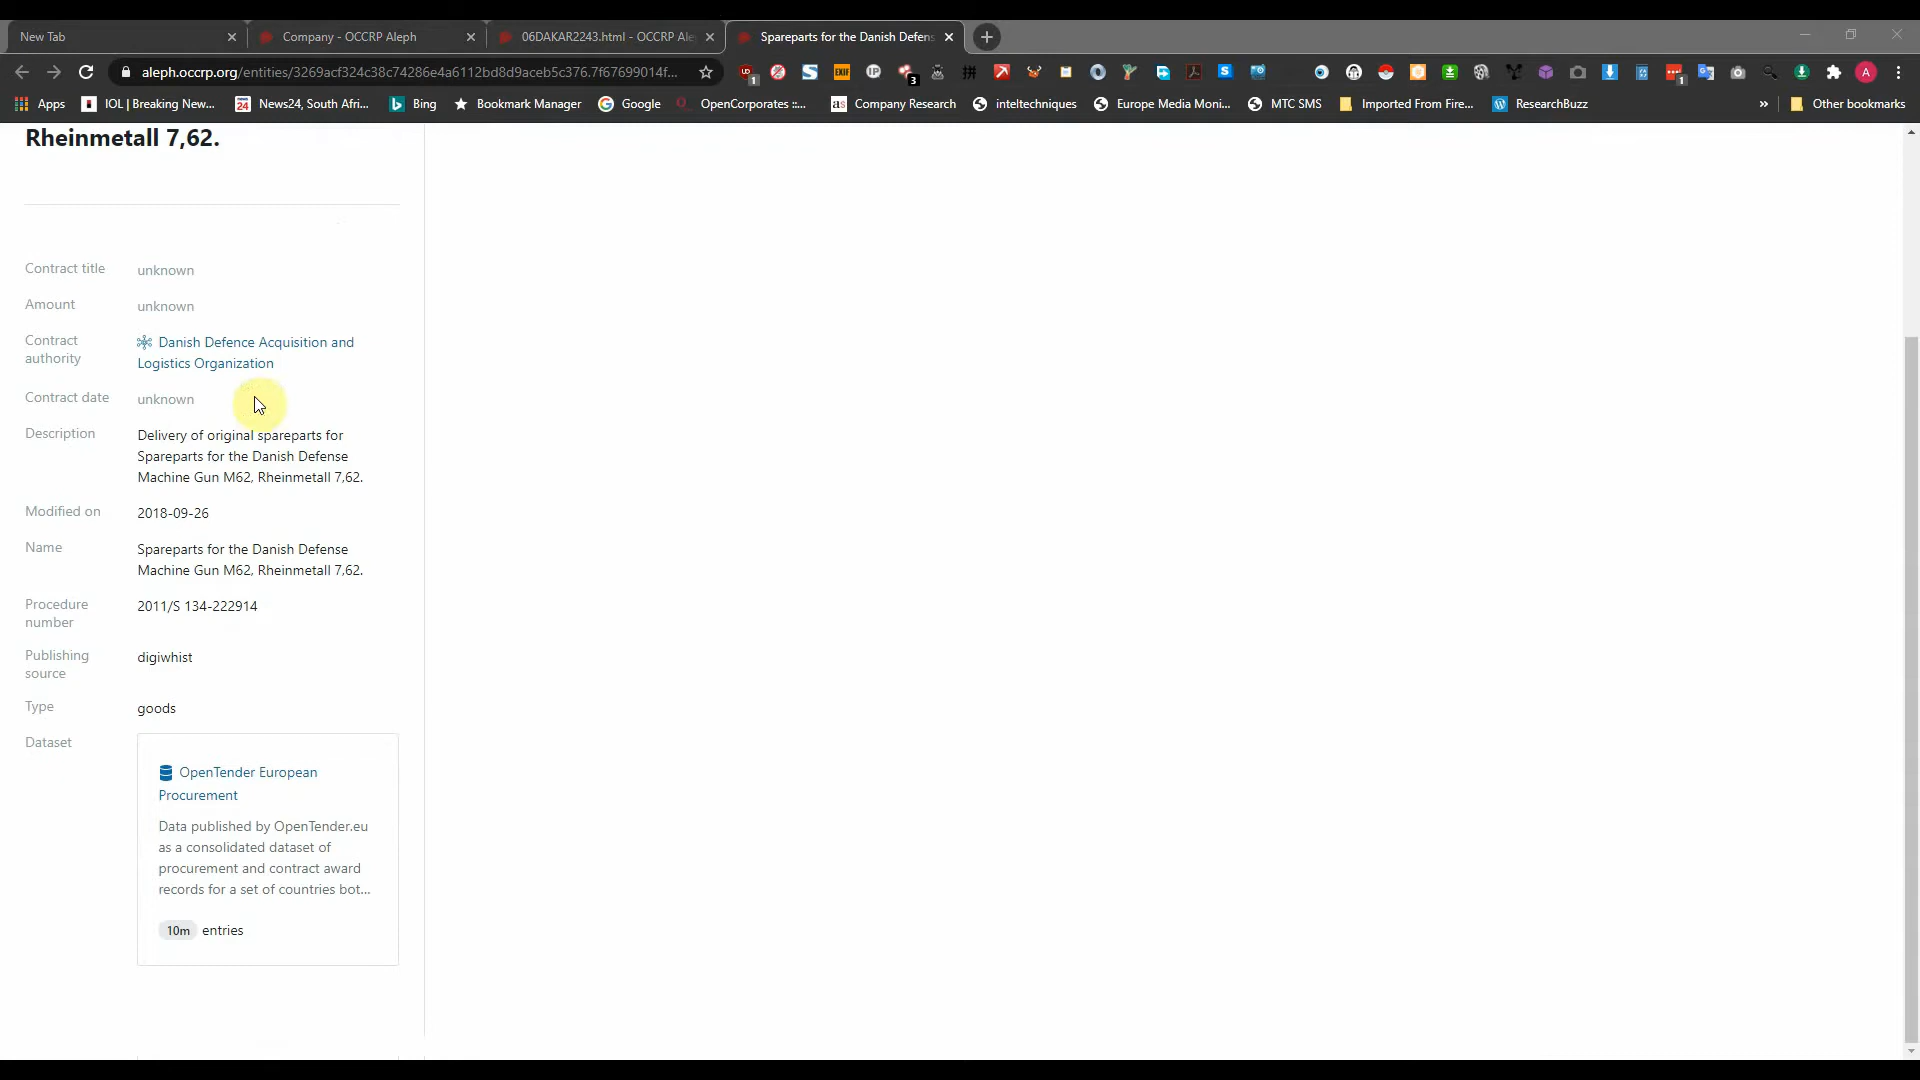 New Tab
Company - OCCRP Aleph
06DAKAR2243.html - OCCRP Ale
Spareparts for the Danish Defens
aleph.occrp.org/entities/3269acf324c38c74286e4a6112bd8d9aceb5c376.7f67699014f...
Apps
IOL | Breaking New...
News24, South Afri...
Bing
Bookmark Manager
Google
OpenCorporates ::...
Company Research
inteltechniques
Europe Media Moni...
MTC SMS
Imported From Fire...
ResearchBuzz
»
Other bookmarks
Rheinmetall 7,62.
Contract title
unknown
Amount
unknown
Contract
authority
Danish Defence Acquisition and
Logistics Organization
Contract date
unknown
Description
Delivery of original spareparts for
Spareparts for the Danish Defense
Machine Gun M62, Rheinmetall 7,62.
Modified on
2018-09-26
Name
Spareparts for the Danish Defense
Machine Gun M62, Rheinmetall 7,62.
Procedure
number
2011/S 134-222914
Publishing
source
digiwhist
Type
goods
Dataset
OpenTender European
Procurement
Data published by OpenTender.eu
as a consolidated dataset of
procurement and contract award
records for a set of countries bot...
10m entries